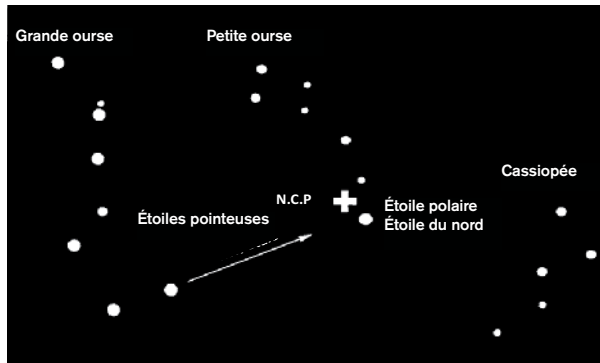 Grande ourse
Petite ourse
Cassiopée
N.C.P
Étoile polaire
Étoile du nord
Étoiles pointeuses